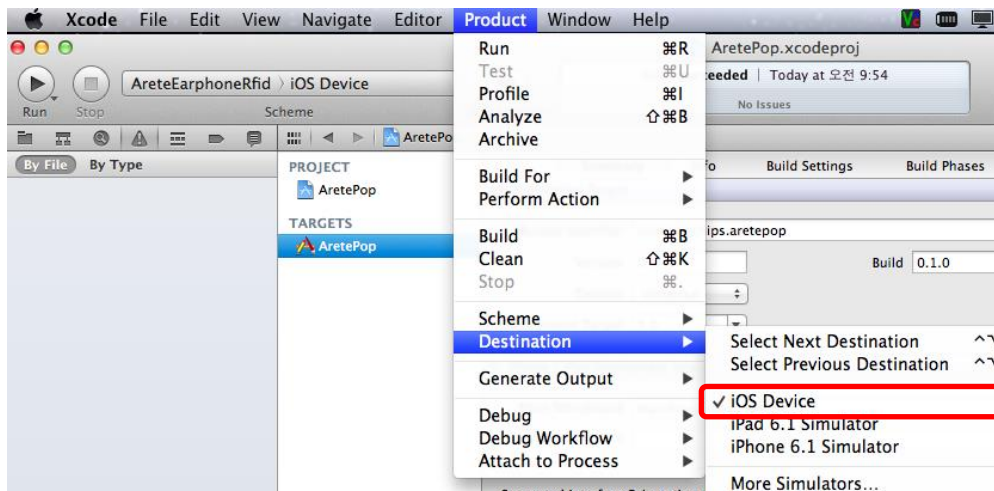 Xcode File Edit View Navigate Editor Product Window Help
AretePop.xcodeproj
AreteEarphoneRfid › iOS Device
eeded | Today at 오전 9:54
No Issues
Run Stop Scheme
AretePo
By File By Type
PROJECT
AretePop
TARGETS
AretePop
Run ⌘R
Test ⌘U
Profile ⌘I
Analyze ⇧⌘B
Archive
Build For ▶
Perform Action ▶
Build ⌘B
Clean ⇧⌘K
Stop ⌘.
Scheme ▶
Destination ▶
Generate Output ▶
Debug ▶
Debug Workflow ▶
Attach to Process ▶
fo Build Settings Build Phases
ips.aretepop
Build 0.1.0
Select Next Destination
Select Previous Destination
✓ iOS Device
iPad 6.1 Simulator
iPhone 6.1 Simulator
More Simulators...